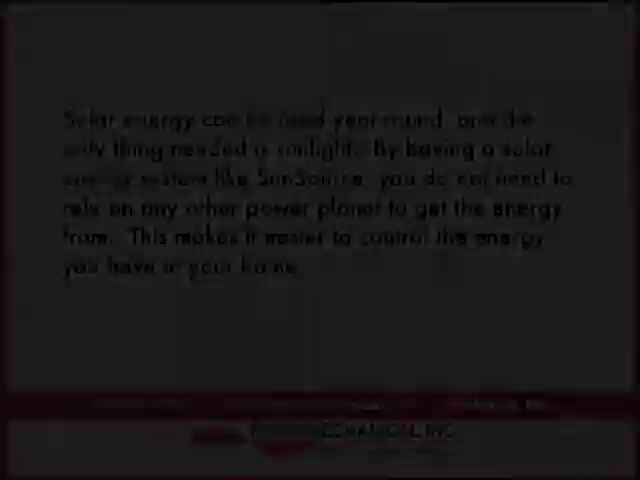 Solar energy can be used year-round, and the
only thing needed is sunlight. By having a solar
energy system like SunSource, you do not need to
rely on any other power planet to get the energy
from. This makes it easier to control the energy
you have in your home.
MECHANICAL INC.